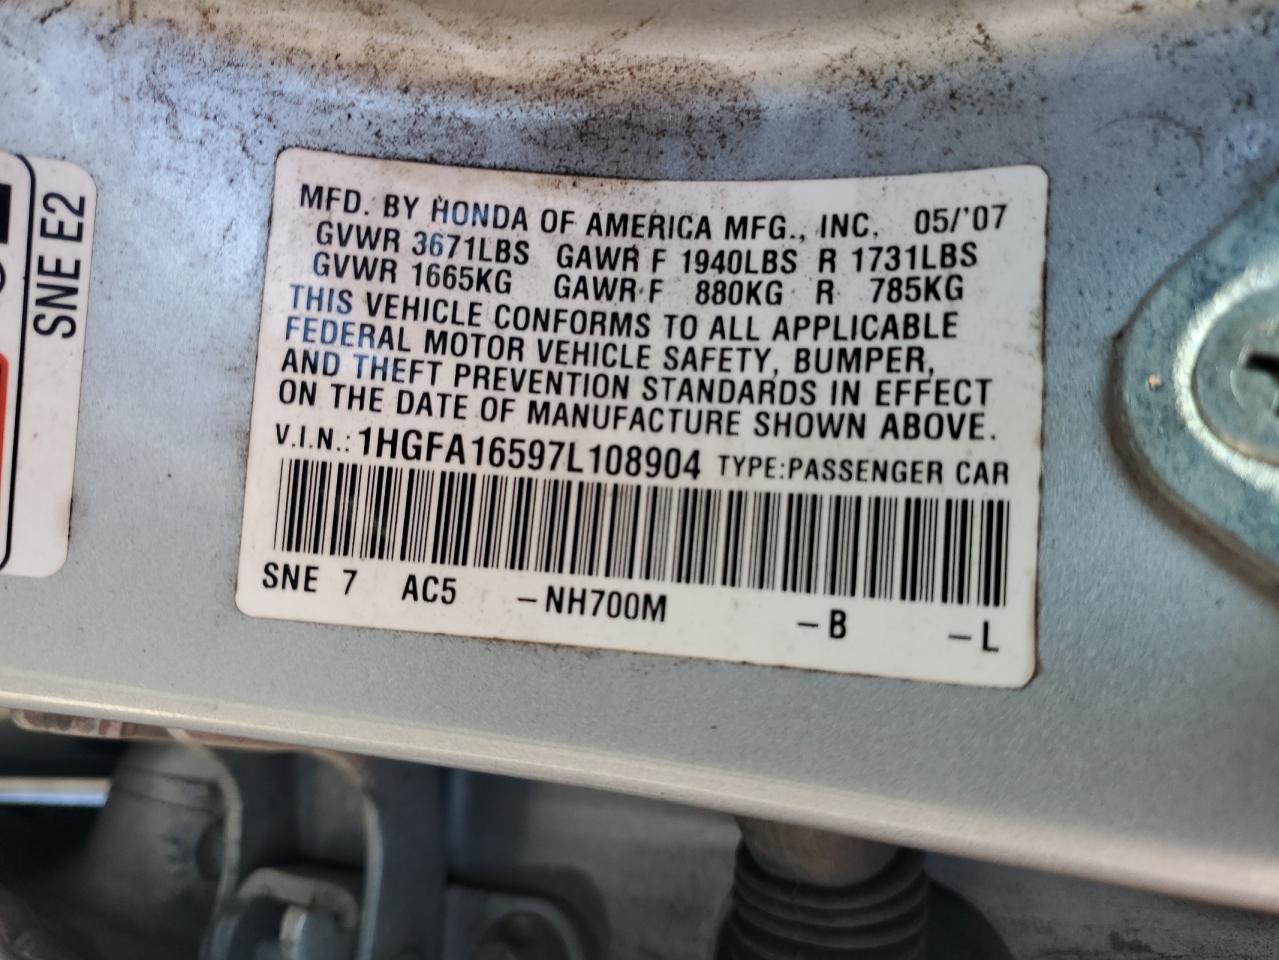 SNE E2
MFD. BY HONDA OF AMERICA MFG., INC. 05/'07
GVWR 3671LBS GAWR F 1940LBS R 1731LBS
GVWR 1665KG GAWR F 880KG R 785KG
THIS VEHICLE CONFORMS TO ALL APPLICABLE
FEDERAL MOTOR VEHICLE SAFETY, BUMPER,
AND THEFT PREVENTION STANDARDS IN EFFECT
ON THE DATE OF MANUFACTURE SHOWN ABOVE.
V.I.N.: 1HGFA16597L108904 TYPE:PASSENGER CAR
SNE 7 AC5 -NH700M -B -L